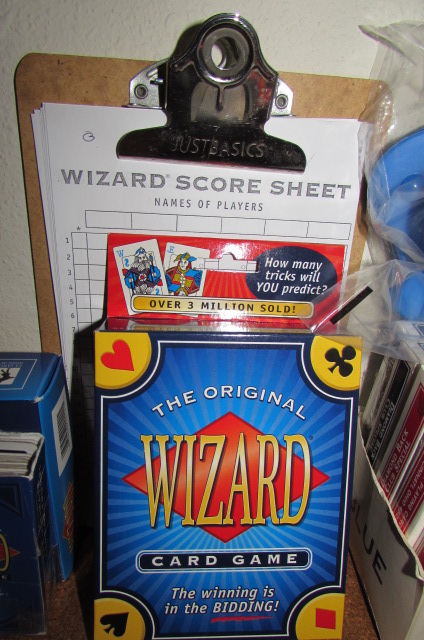 JUSTBASICS
WIZARD® SCORE SHEET
NAMES OF PLAYERS
1
2
3
4
5
How many
tricks will
YOU predict?
OVER 3 MILLION SOLD!
THE ORIGINAL
WIZARD
CARD GAME
The winning is
in the BIDDING!